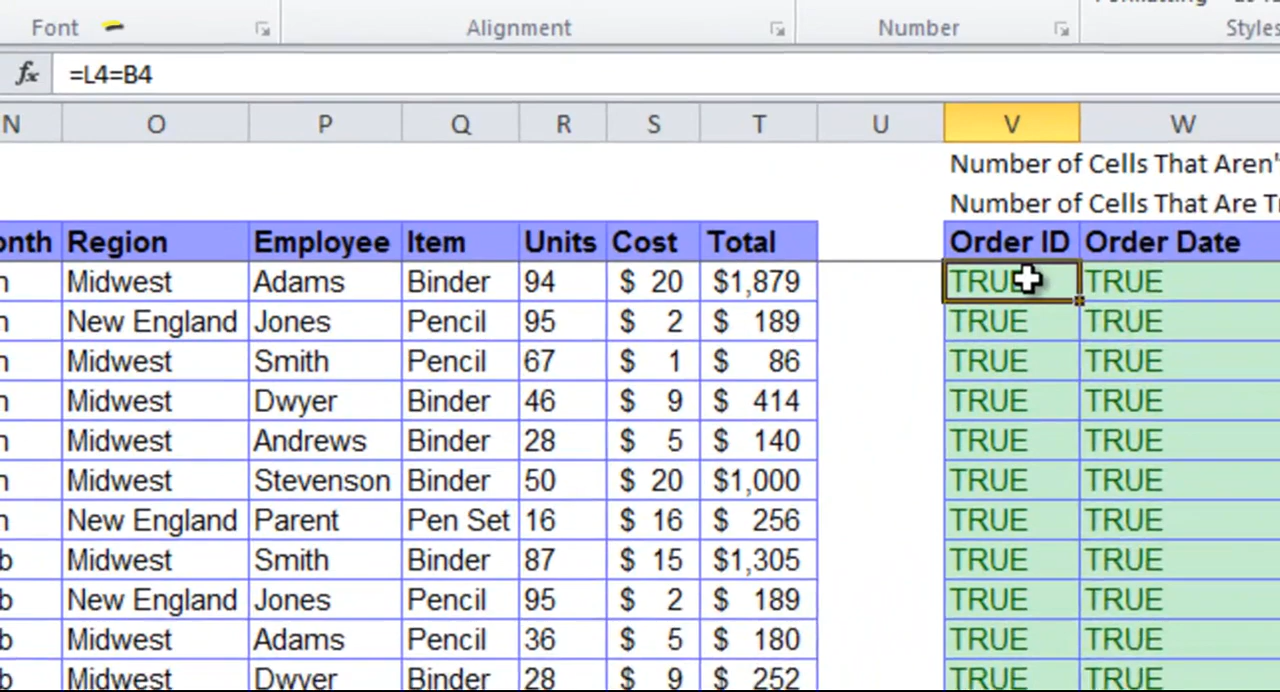 Font Alignment Number Styles
fx =L4=B4
N O P Q R S T U V W
Number of Cells That Aren'
Number of Cells That Are Tr
onth Region Employee Item Units Cost Total Order ID Order Date
n Midwest Adams Binder 94 $ 20 $1,879 TRUE TRUE
n New England Jones Pencil 95 $ 2 $ 189 TRUE TRUE
n Midwest Smith Pencil 67 $ 1 $ 86 TRUE TRUE
n Midwest Dwyer Binder 46 $ 9 $ 414 TRUE TRUE
n Midwest Andrews Binder 28 $ 5 $ 140 TRUE TRUE
n Midwest Stevenson Binder 50 $ 20 $1,000 TRUE TRUE
n New England Parent Pen Set 16 $ 16 $ 256 TRUE TRUE
b Midwest Smith Binder 87 $ 15 $1,305 TRUE TRUE
b New England Jones Pencil 95 $ 2 $ 189 TRUE TRUE
b Midwest Adams Pencil 36 $ 5 $ 180 TRUE TRUE
b Midwest Dwyer Binder 28 $ 9 $ 252 TRUE TRUE